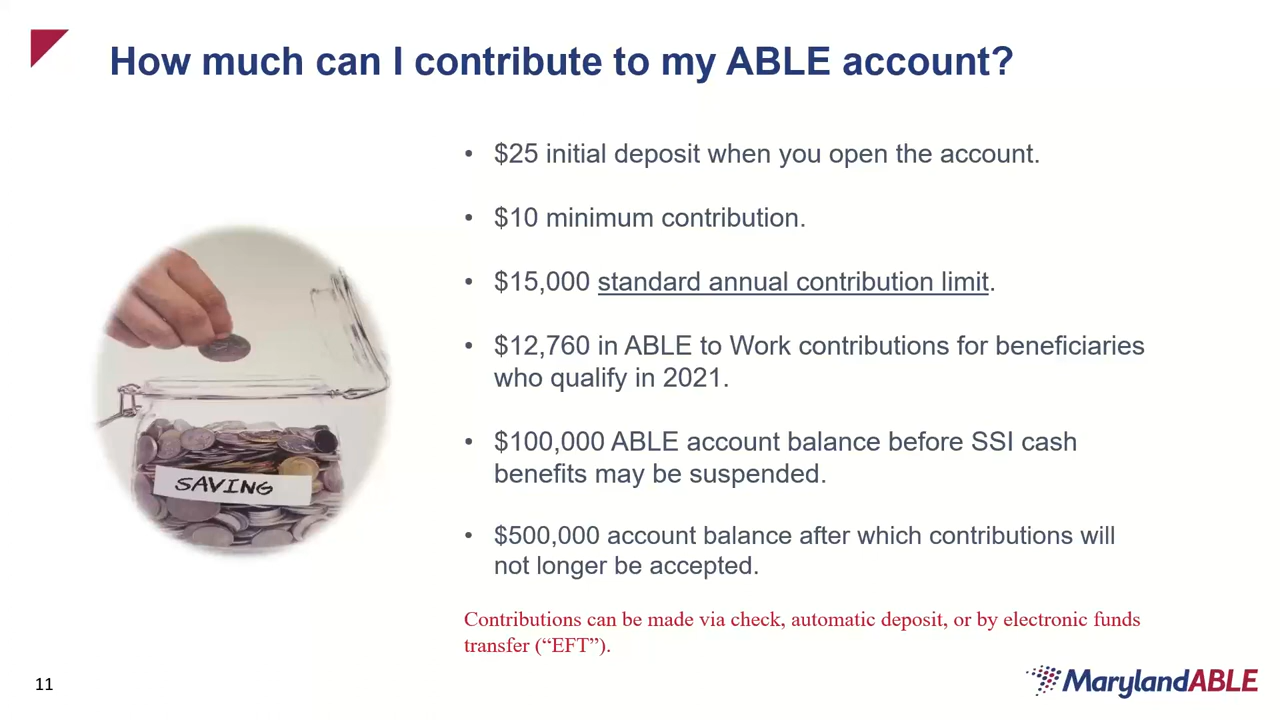 How much can I contribute to my ABLE account?
• $25 initial deposit when you open the account.
• $10 minimum contribution.
• $15,000 standard annual contribution limit.
• $12,760 in ABLE to Work contributions for beneficiaries
who qualify in 2021.
• $100,000 ABLE account balance before SSI cash
benefits may be suspended.
• $500,000 account balance after which contributions will
not longer be accepted.
Contributions can be made via check, automatic deposit, or by electronic funds
transfer (“EFT”).
SAVING
11
MarylandABLE